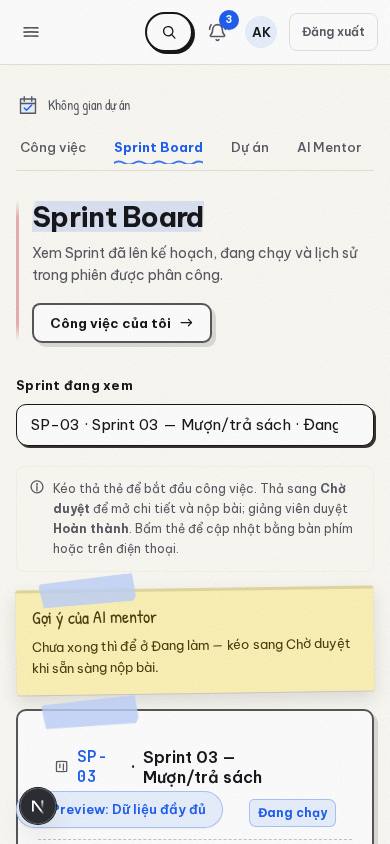 3
AK
Đăng xuất
Không gian dự án
Công việc
Sprint Board
Dự án
AI Mentor
Sprint Board
Xem Sprint đã lên kế hoạch, đang chạy và lịch sử
trong phiên được phân công.
Công việc của tôi →
Sprint đang xem
SP-03 · Sprint 03 — Mượn/trả sách · Đang
Kéo thả thẻ để bắt đầu công việc. Thả sang Chờ
duyệt để mở chi tiết và nộp bài; giảng viên duyệt
Hoàn thành. Bấm thẻ để cập nhật bằng bàn phím
hoặc trên điện thoại.
Gợi ý của AI mentor
Chưa xong thì để ở Đang làm — kéo sang Chờ duyệt
khi sẵn sàng nộp bài.
SP-
03
·
Sprint 03 —
Mượn/trả sách
N
Preview: Dữ liệu đầy đủ
Đang chạy